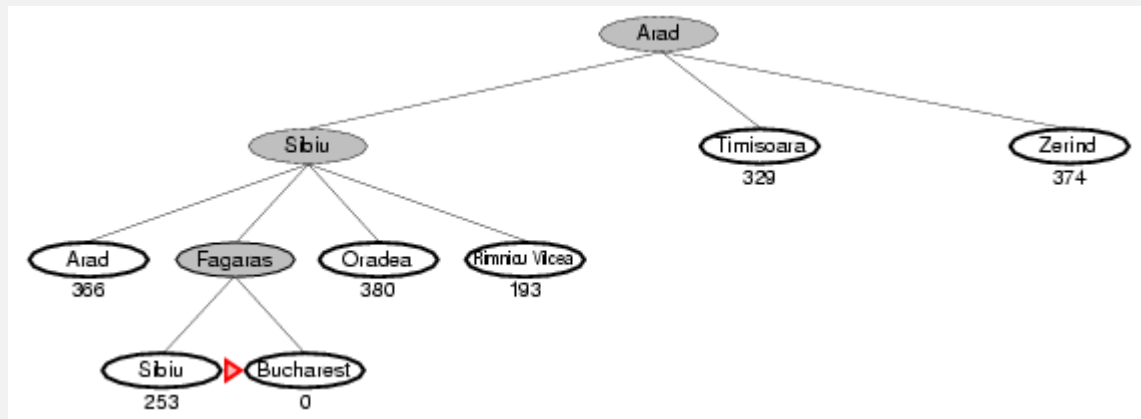 Arad
Sibiu
Timisoara
Zerind
329
374
Arad
Fagaras
Oradea
Rimnicu Vilcea
366
380
193
Sibiu
Bucharest
253
0